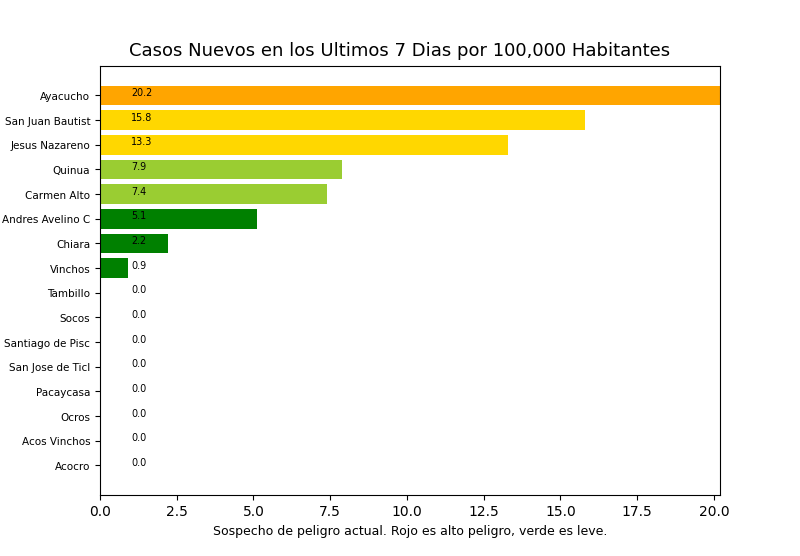 Casos Nuevos en los Ultimos 7 Dias por 100,000 Habitantes
Ayacucho 20.2
San Juan Bautist 15.8
Jesus Nazareno 13.3
Quinua 7.9
Carmen Alto 7.4
Andres Avelino C 5.1
Chiara 2.2
Vinchos 0.9
Tambillo 0.0
Socos 0.0
Santiago de Pisc 0.0
San Jose de Ticl 0.0
Pacaycasa 0.0
Ocros 0.0
Acos Vinchos 0.0
Acocro 0.0
0.0 2.5 5.0 7.5 10.0 12.5 15.0 17.5 20.0
Sospecho de peligro actual. Rojo es alto peligro, verde es leve.